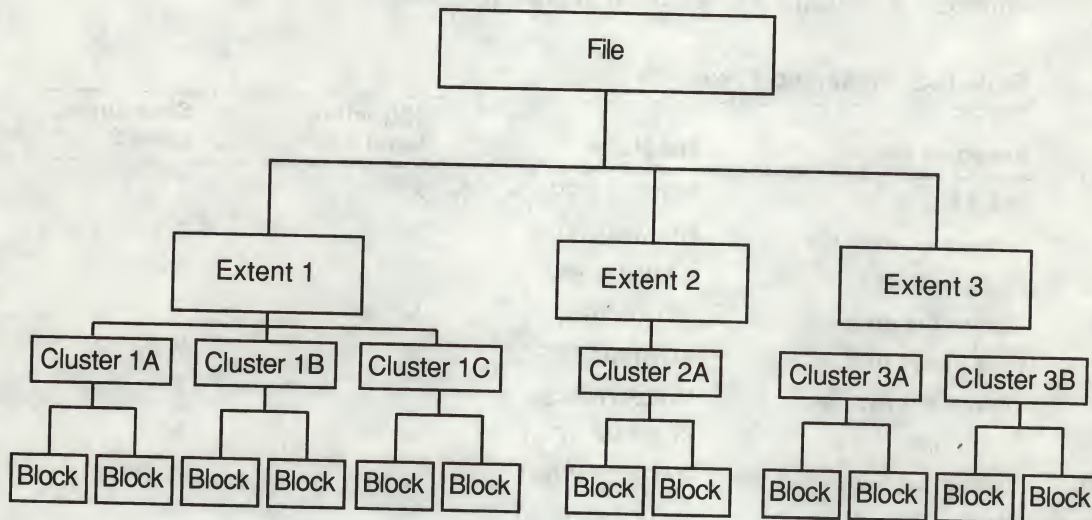 File
Extent 1 Extent 2 Extent 3
Cluster 1A Cluster 1B Cluster 1C Cluster 2A Cluster 3A Cluster 3B
Block Block Block Block Block Block Block Block Block Block Block Block